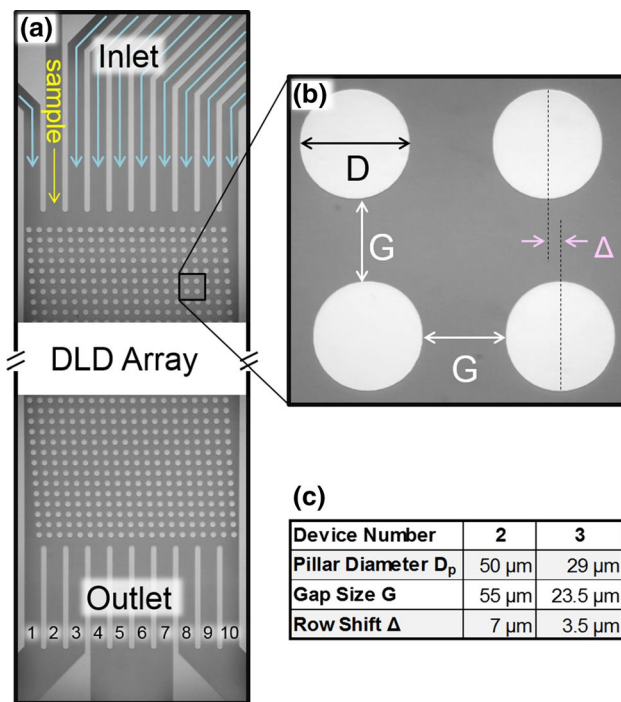 (a)
Inlet
sample
DLD Array
Outlet
1 2 3 4 5 6 7 8 9 10
(b)
D
G
Δ
G
(c)
Device Number 2 3
Pillar Diameter Dp 50 µm 29 µm
Gap Size G 55 µm 23.5 µm
Row Shift Δ 7 µm 3.5 µm